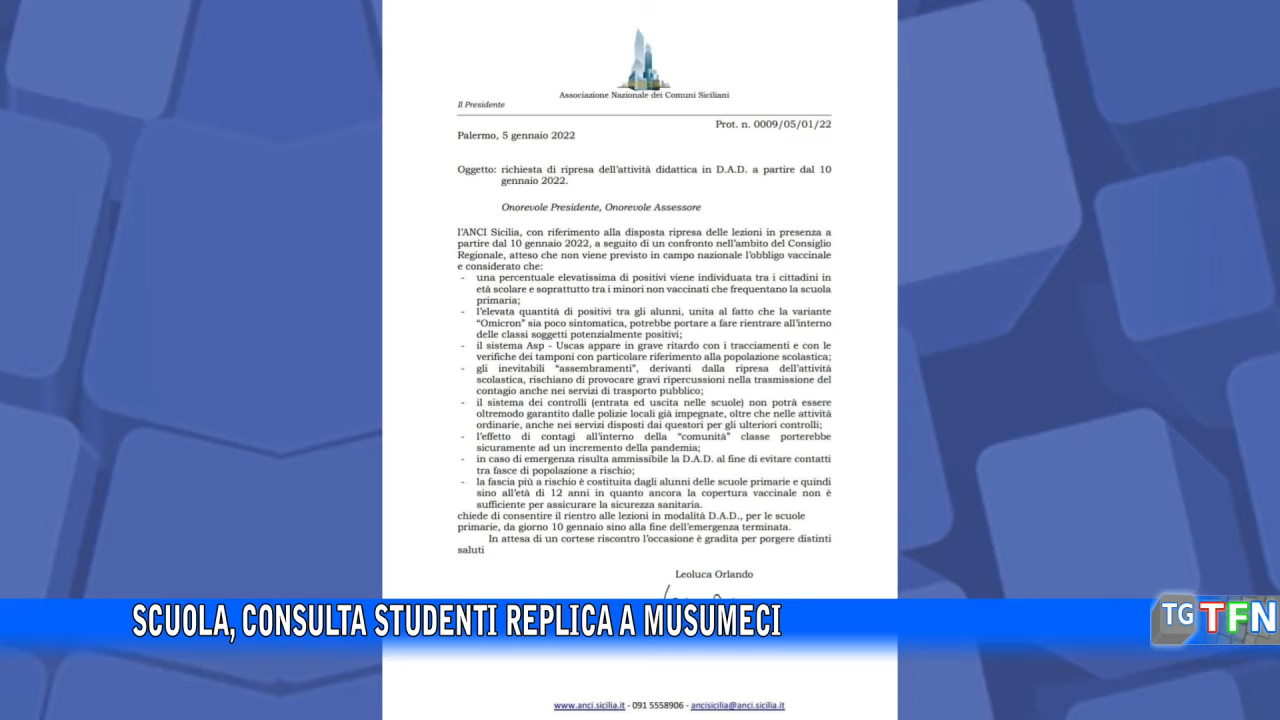 Associazione Nazionale dei Comuni Siciliani
Il Presidente
Prot. n. 0009/05/01/22
Palermo, 5 gennaio 2022
Oggetto: richiesta di ripresa dell'attività didattica in D.A.D. a partire dal 10
gennaio 2022.
Onorevole Presidente, Onorevole Assessore
l'ANCI Sicilia, con riferimento alla disposta ripresa delle lezioni in presenza a
partire dal 10 gennaio 2022, a seguito di un confronto nell'ambito del Consiglio
Regionale, atteso che non viene previsto in campo nazionale l'obbligo vaccinale
e considerato che:
- una percentuale elevatissima di positivi viene individuata tra i cittadini in
età scolare e soprattutto tra i minori non vaccinati che frequentano la scuola
primaria;
- l'elevata quantità di positivi tra gli alunni, unita al fatto che la variante
"Omicron" sia poco sintomatica, potrebbe portare a fare rientrare all'interno
delle classi soggetti potenzialmente positivi;
- il sistema Asp - Uscas appare in grave ritardo con i tracciamenti e con le
verifiche dei tamponi con particolare riferimento alla popolazione scolastica;
- gli inevitabili "assembramenti", derivanti dalla ripresa dell'attività
scolastica, rischiano di provocare gravi ripercussioni nella trasmissione del
contagio anche nei servizi di trasporto pubblico;
- il sistema dei controlli (entrata ed uscita nelle scuole) non potrà essere
oltremodo garantito dalle polizie locali già impegnate, oltre che nelle attività
ordinarie, anche nei servizi disposti dai questori per gli ulteriori controlli;
- l'effetto di contagi all'interno della "comunità" classe porterebbe
sicuramente ad un incremento della pandemia;
- in caso di emergenza risulta ammissibile la D.A.D. al fine di evitare contatti
tra fasce di popolazione a rischio;
- la fascia più a rischio è costituita dagli alunni delle scuole primarie e quindi
sino all'età di 12 anni in quanto ancora la copertura vaccinale non è
sufficiente per assicurare la sicurezza sanitaria.
chiede di consentire il rientro alle lezioni in modalità D.A.D., per le scuole
primarie, da giorno 10 gennaio sino alla fine dell'emergenza terminata.
In attesa di un cortese riscontro l'occasione è gradita per porgere distinti
saluti
Leoluca Orlando
SCUOLA, CONSULTA STUDENTI REPLICA A MUSUMECI
TG TFN
www.anci.sicilia.it - 091 5558906 - ancisicilia@anci.sicilia.it